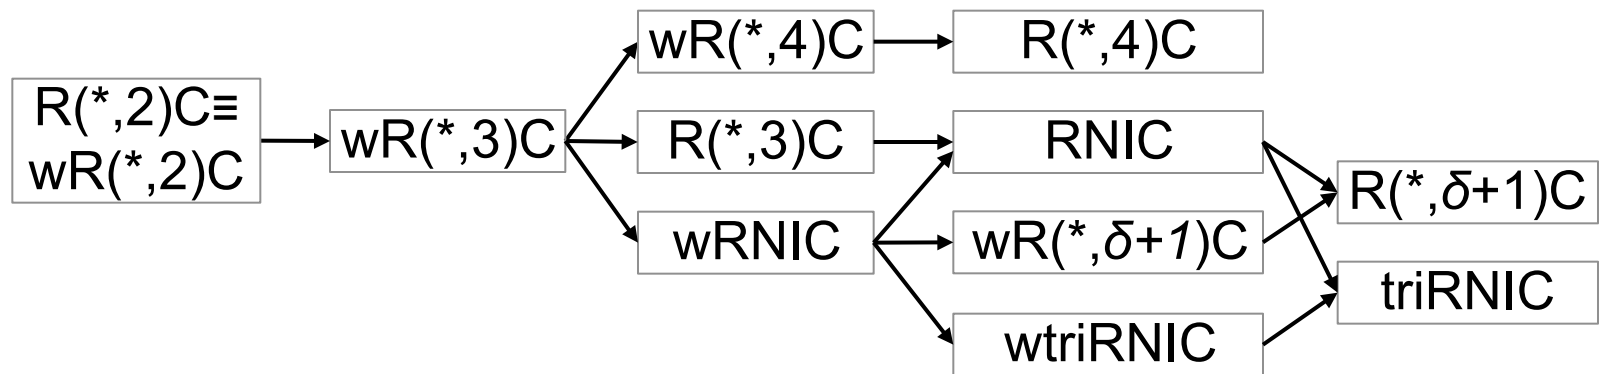 R(*,2)C≡
wR(*,2)C
wR(*,3)C
wR(*,4)C
R(*,3)C
wRNIC
R(*,4)C
RNIC
wR(*,δ+1)C
wtriRNIC
R(*,δ+1)C
triRNIC